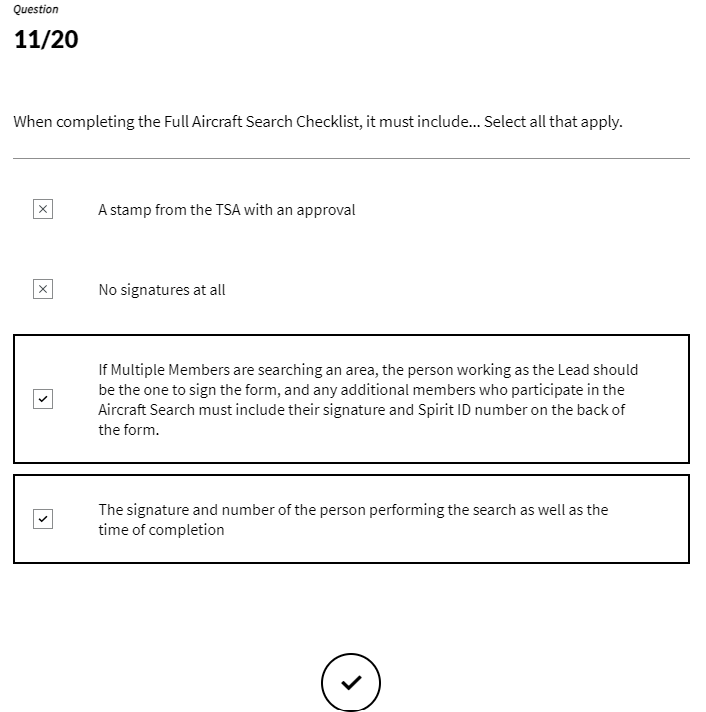 Question
11/20
When completing the Full Aircraft Search Checklist, it must include... Select all that apply.
A stamp from the TSA with an approval
No signatures at all
If Multiple Members are searching an area, the person working as the Lead should
be the one to sign the form, and any additional members who participate in the
Aircraft Search must include their signature and Spirit ID number on the back of
the form.
The signature and number of the person performing the search as well as the
time of completion